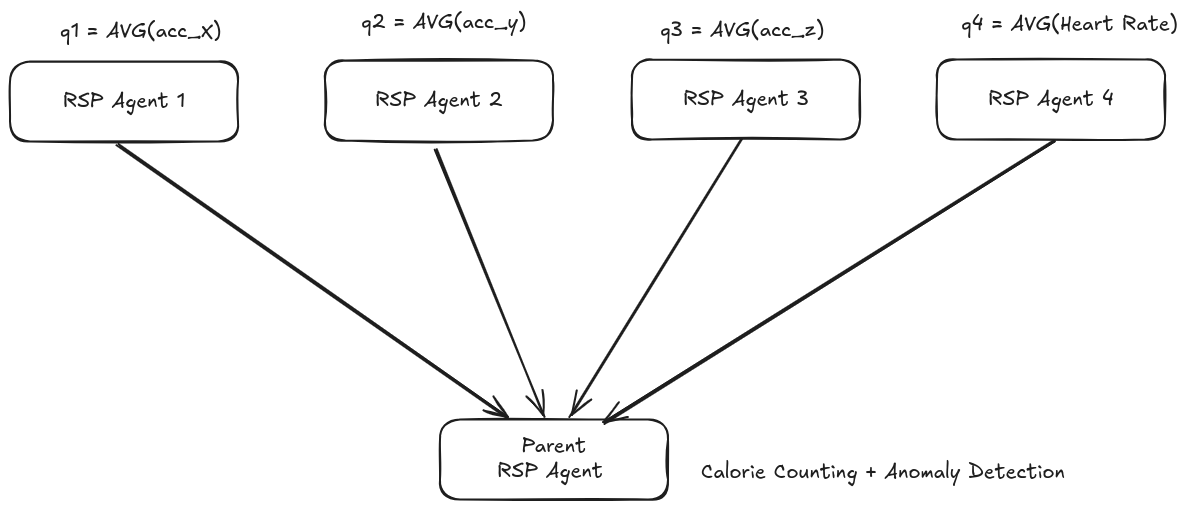 q1 = AVG(acc_x)
q2 = AVG(acc_y)
q3 = AVG(acc_z)
q4 = AVG(Heart Rate)
RSP Agent 1
RSP Agent 2
RSP Agent 3
RSP Agent 4
Parent
RSP Agent
Calorie Counting + Anomaly Detection